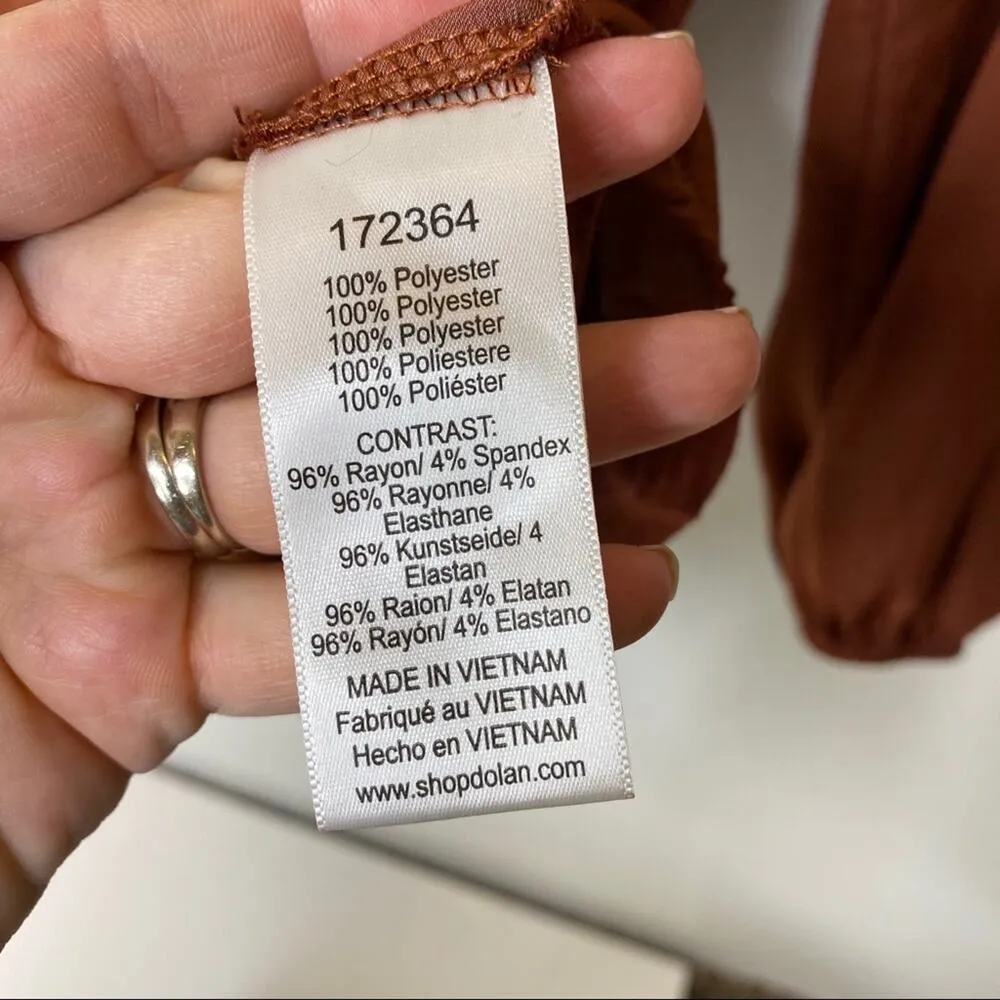 172364
100% Polyester
100% Polyester
100% Polyester
100% Poliestere
100% Poliéster
CONTRAST:
96% Rayon/ 4% Spandex
96% Rayonne/ 4%
Elasthane
96% Kunstseide/ 4
Elastan
96% Raion/ 4% Elatan
96% Rayón/ 4% Elastano
MADE IN VIETNAM
Fabriqué au VIETNAM
Hecho en VIETNAM
www.shopdolan.com